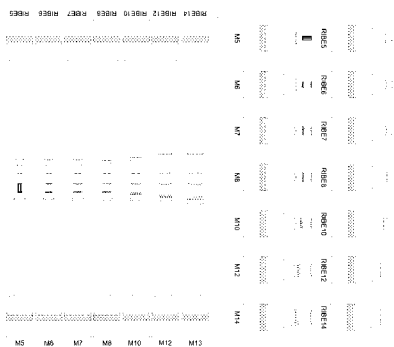 RIBE5 RIBE6 RIBE7 RIBE8 RIBE10 RIBE12 RIBE14
M5 M6 M7 M8 M10 M12 M13
M5 RIBE5
M6 RIBE6
M7 RIBE7
M8 RIBE8
M10 RIBE10
M12 RIBE12
M14 RIBE14